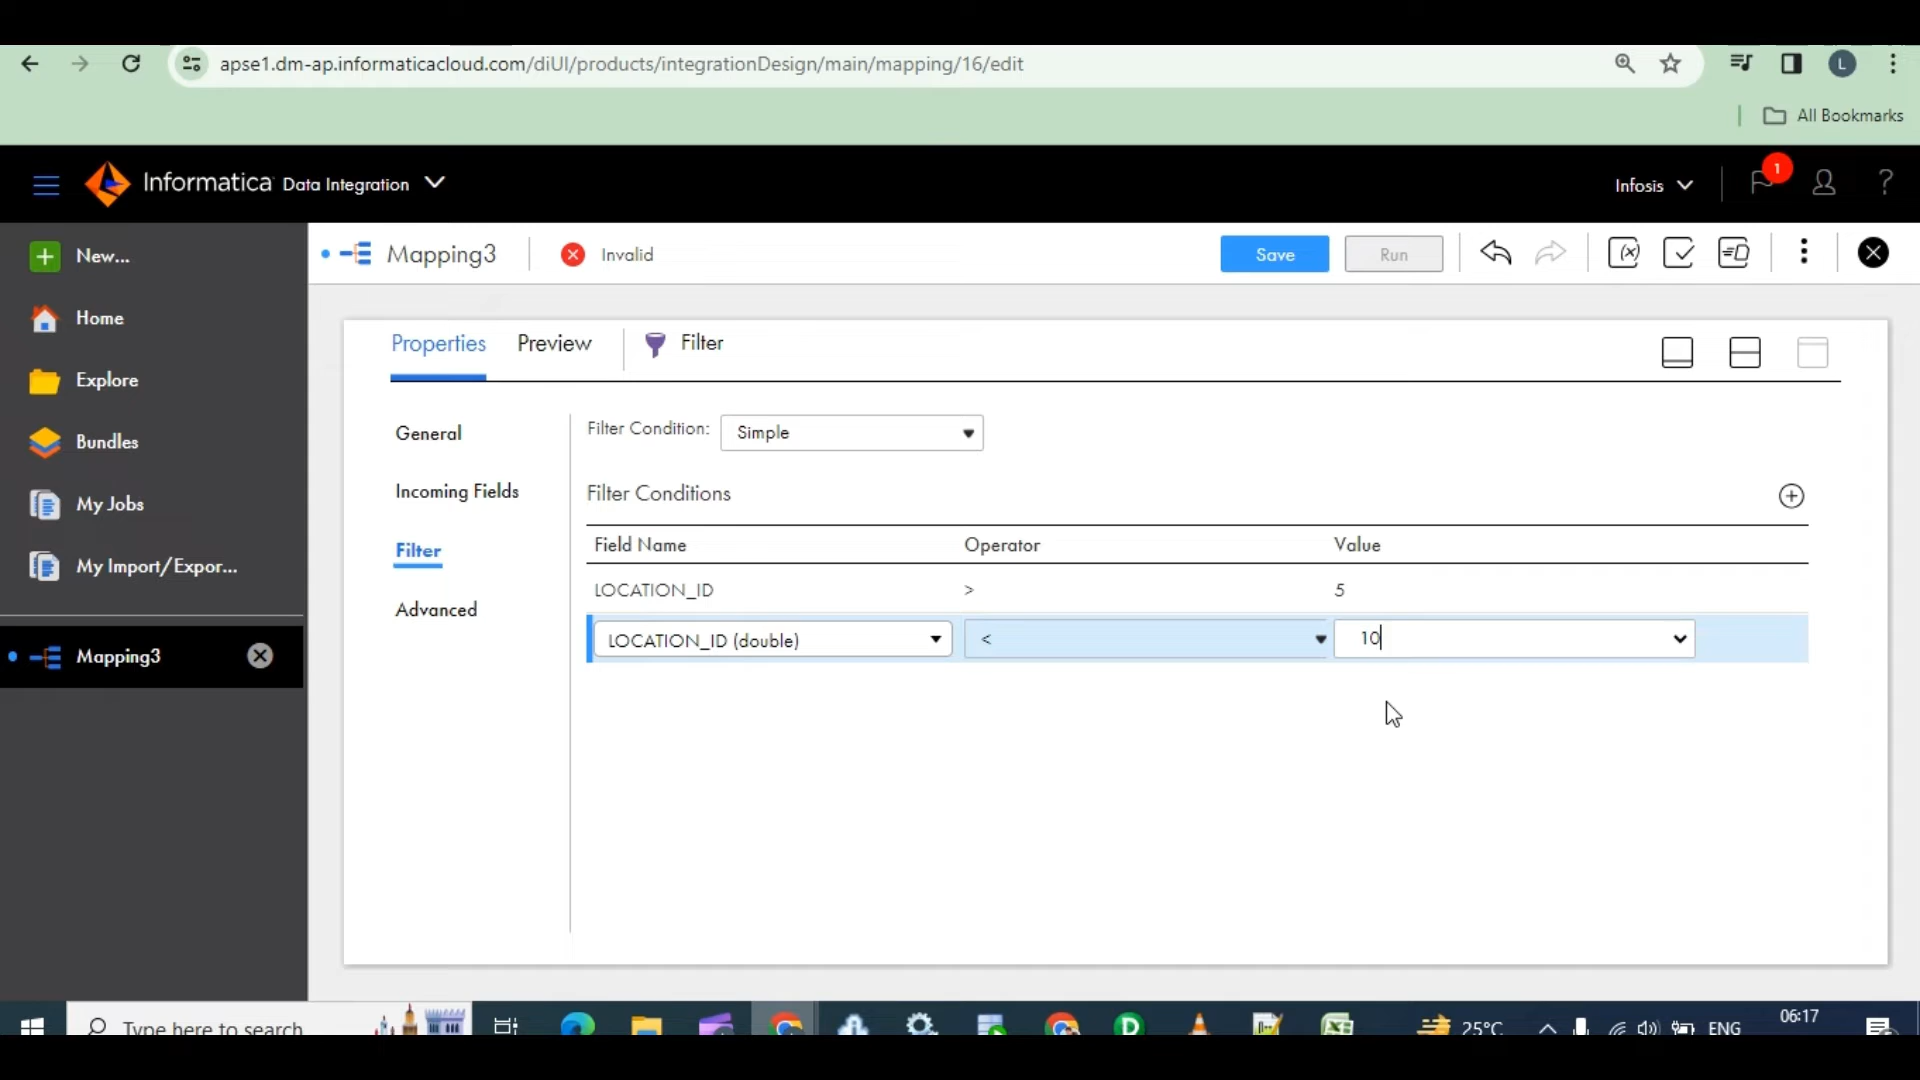 apse1.dm-ap.informaticacloud.com/diUI/products/integrationDesign/main/mapping/16/edit
L
All Bookmarks
Informatica Data Integration
Infosis
1
?
New...
Home
Explore
Bundles
My Jobs
My Import/Expor...
Mapping3
Mapping3
Invalid
Save
Run
(x)
Properties
Preview
Filter
General
Incoming Fields
Filter
Advanced
Filter Condition:
Simple
Filter Conditions
Field Name
Operator
Value
LOCATION_ID
>
5
LOCATION_ID (double)
<
10
Type here to search
25°C
ENG
06:17